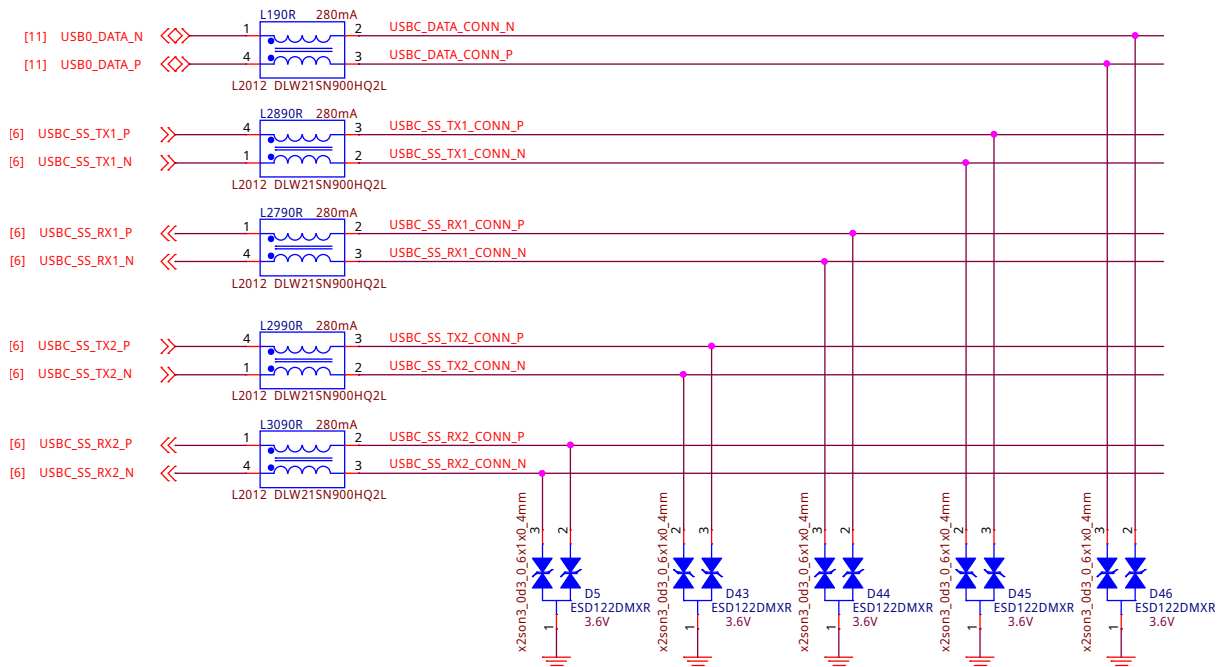 L190R 280mA
[11] USB0_DATA_N 1 2 USBC_DATA_CONN_N
[11] USB0_DATA_P 4 3 USBC_DATA_CONN_P
L2012 DLW21SN900HQ2L
L2890R 280mA
[6] USBC_SS_TX1_P 4 3 USBC_SS_TX1_CONN_P
[6] USBC_SS_TX1_N 1 2 USBC_SS_TX1_CONN_N
L2012 DLW21SN900HQ2L
L2790R 280mA
[6] USBC_SS_RX1_P 1 2 USBC_SS_RX1_CONN_P
[6] USBC_SS_RX1_N 4 3 USBC_SS_RX1_CONN_N
L2012 DLW21SN900HQ2L
L2990R 280mA
[6] USBC_SS_TX2_P 4 3 USBC_SS_TX2_CONN_P
[6] USBC_SS_TX2_N 1 2 USBC_SS_TX2_CONN_N
L2012 DLW21SN900HQ2L
L3090R 280mA
[6] USBC_SS_RX2_P 1 2 USBC_SS_RX2_CONN_P
[6] USBC_SS_RX2_N 4 3 USBC_SS_RX2_CONN_N
L2012 DLW21SN900HQ2L
x2son3_0d3_0_6x1x0_4mm
3 2
D5
ESD122DMXR
3.6V
1
x2son3_0d3_0_6x1x0_4mm
2 3
D43
ESD122DMXR
3.6V
1
x2son3_0d3_0_6x1x0_4mm
3 2
D44
ESD122DMXR
3.6V
1
x2son3_0d3_0_6x1x0_4mm
2 3
D45
ESD122DMXR
3.6V
1
x2son3_0d3_0_6x1x0_4mm
3 2
D46
ESD122DMXR
3.6V
1